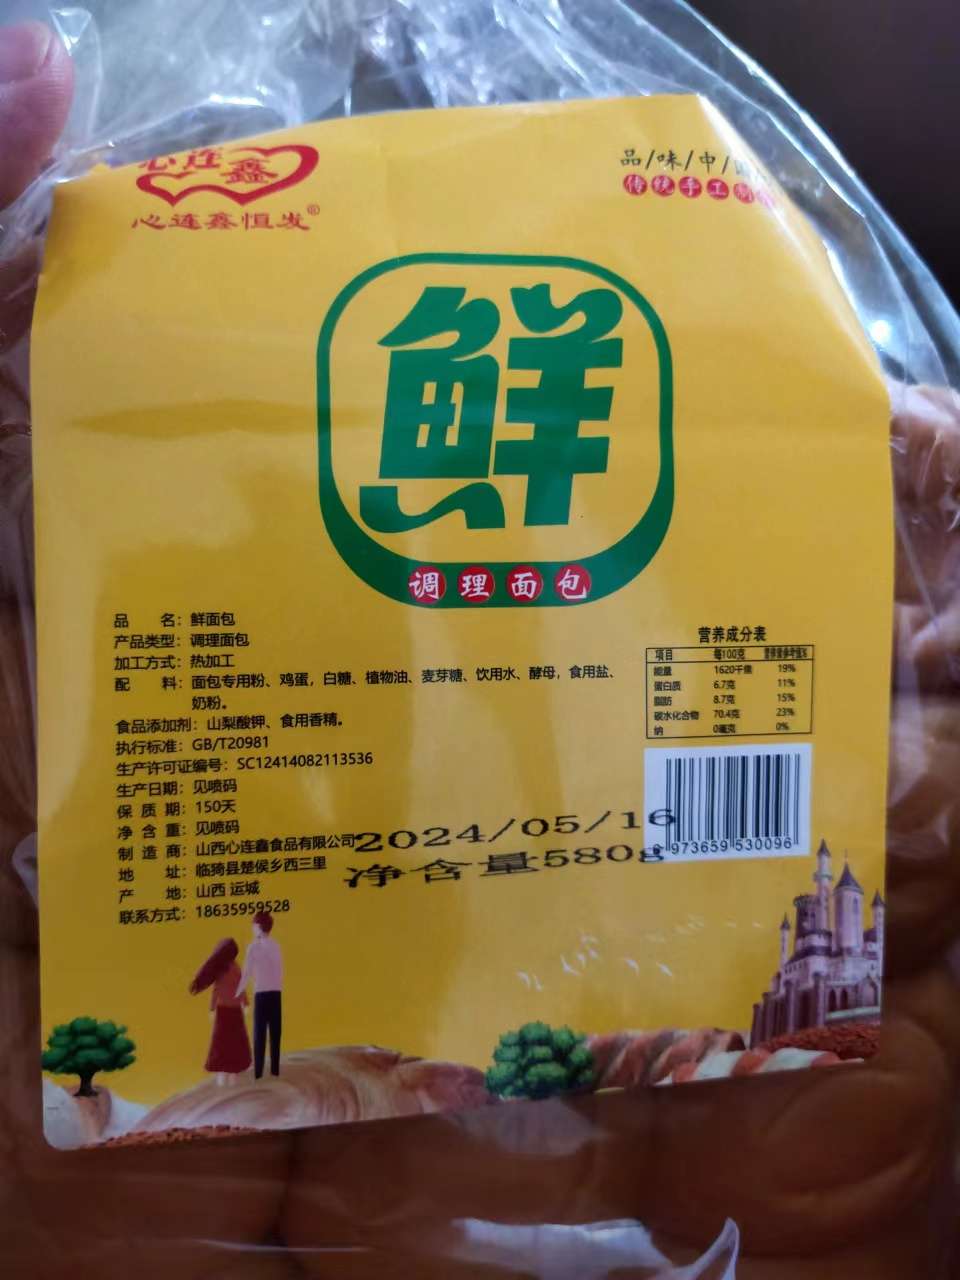 心连鑫
心连鑫恒发®
品/味/中/
传统手工制
鲜
调理面包
品 名：鲜面包
产品类型：调理面包
加工方式：热加工
配 料：面包专用粉、鸡蛋，白糖、植物油、麦芽糖、饮用水、酵母，食用盐、
奶粉。
食品添加剂：山梨酸钾、食用香精。
执行标准：GB/T20981
生产许可证编号：SC12414082113536
生产日期：见喷码
保 质 期：150天
净 含 量：见喷码
制 造 商：山西心连鑫食品有限公司
地 址：临猗县楚侯乡西三里
产 地：山西 运城
联系方式：18635959528
2024/05/16
净含量580g
营养成分表
项目 每100克 营养素参考值%
能量 1620千焦 19%
蛋白质 6.7克 11%
脂肪 8.7克 15%
碳水化合物 70.4克 23%
钠 0毫克 0%
973659 530096